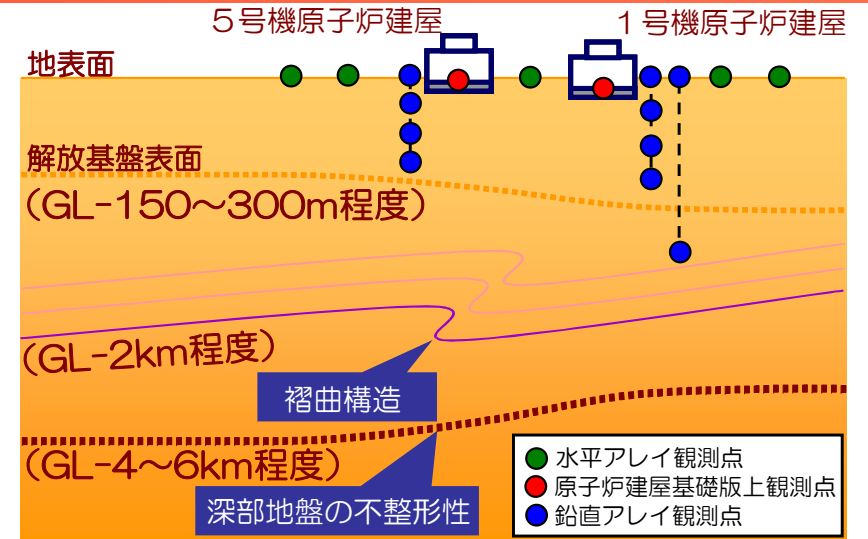 ５号機原子炉建屋
１号機原子炉建屋
地表面
解放基盤表面
(GL-150～300m程度)
(GL-2km程度)
褶曲構造
(GL-4～6km程度)
深部地盤の不整形性
水平アレイ観測点
原子炉建屋基礎版上観測点
鉛直アレイ観測点